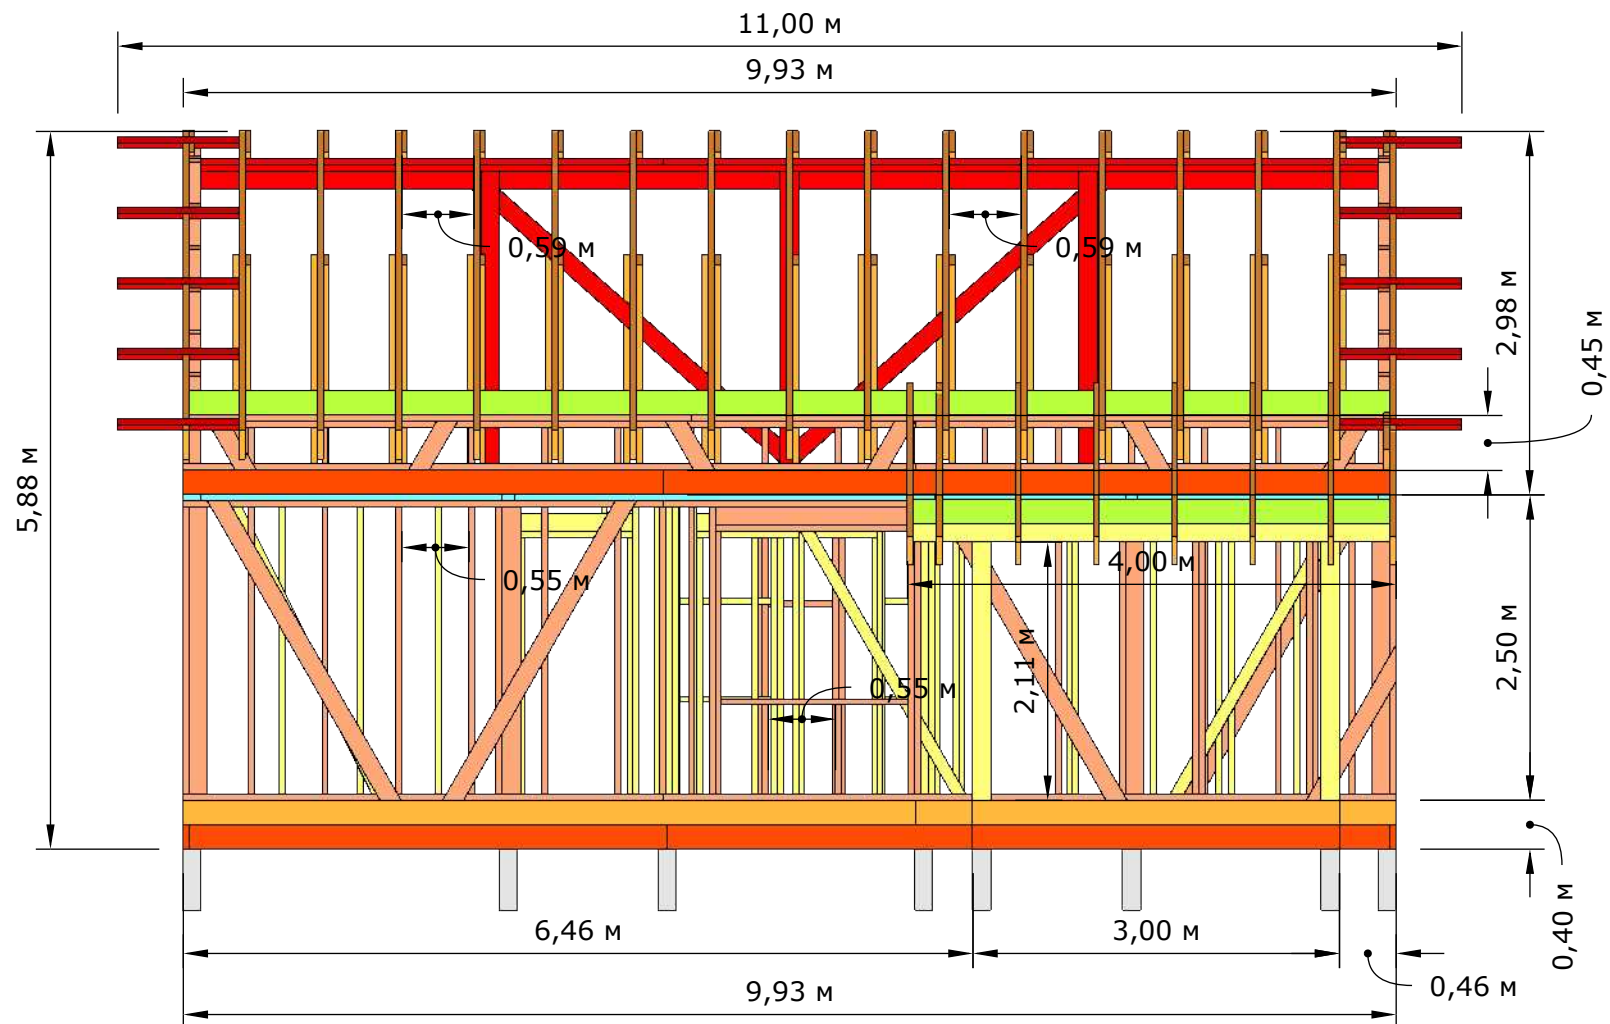 11,00 м
9,93 м
0,59 м
0,59 м
2,98 м
0,45 м
5,88 м
0,55 м
4,00 м
2,11 м
2,50 м
0,55 м
0,40 м
6,46 м
3,00 м
0,46 м
9,93 м